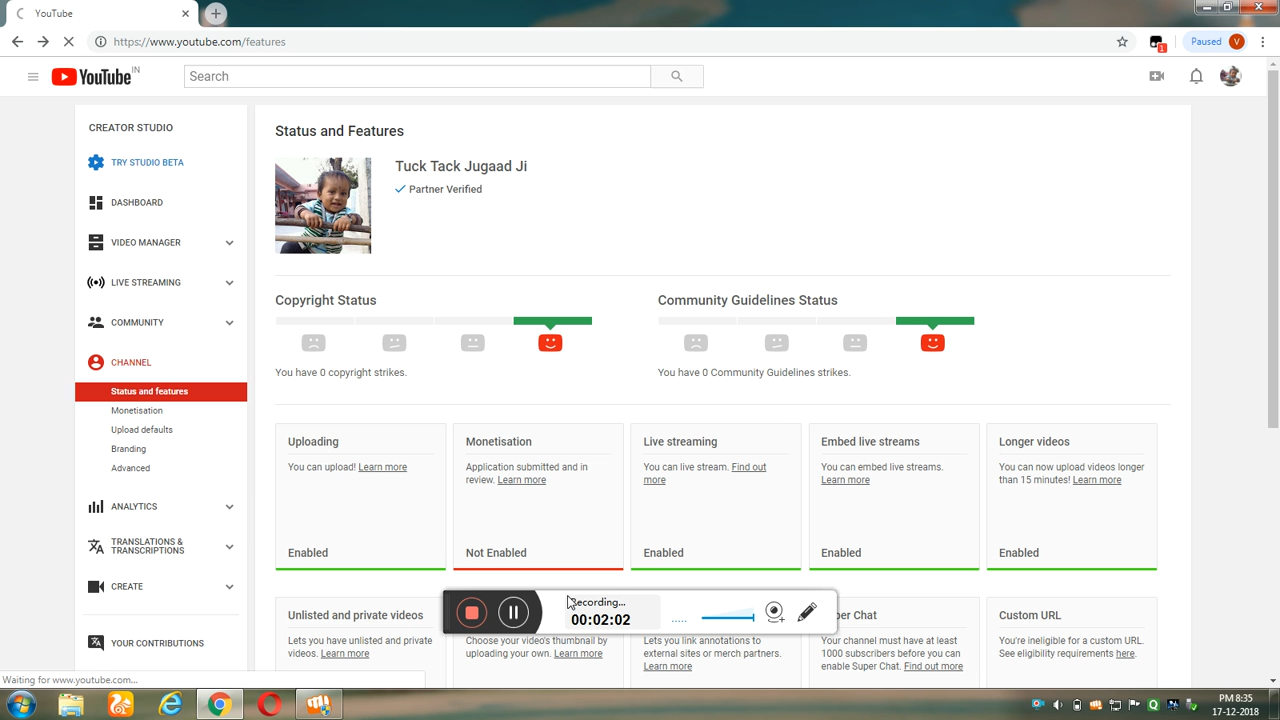 YouTube
https://www.youtube.com/features
1
Paused
V
YouTube IN
Search
CREATOR STUDIO
TRY STUDIO BETA
DASHBOARD
VIDEO MANAGER
LIVE STREAMING
COMMUNITY
CHANNEL
Status and features
Monetisation
Upload defaults
Branding
Advanced
ANALYTICS
TRANSLATIONS &
TRANSCRIPTIONS
CREATE
YOUR CONTRIBUTIONS
Status and Features
Tuck Tack Jugaad Ji
Partner Verified
Copyright Status
You have 0 copyright strikes.
Community Guidelines Status
You have 0 Community Guidelines strikes.
Uploading
You can upload! Learn more
Enabled
Monetisation
Application submitted and in
review. Learn more
Not Enabled
Live streaming
You can live stream. Find out
more
Enabled
Embed live streams
You can embed live streams.
Learn more
Enabled
Longer videos
You can now upload videos longer
than 15 minutes! Learn more
Enabled
Unlisted and private videos
Lets you have unlisted and private
videos. Learn more
Choose your video's thumbnail by
uploading your own. Learn more
Lets you link annotations to
external sites or merch partners.
Learn more
per Chat
Your channel must have at least
1000 subscribers before you can
enable Super Chat. Find out more
Custom URL
You're ineligible for a custom URL.
See eligibility requirements here.
Recording...
00:02:02
Waiting for www.youtube.com...
PM 8:35
17-12-2018